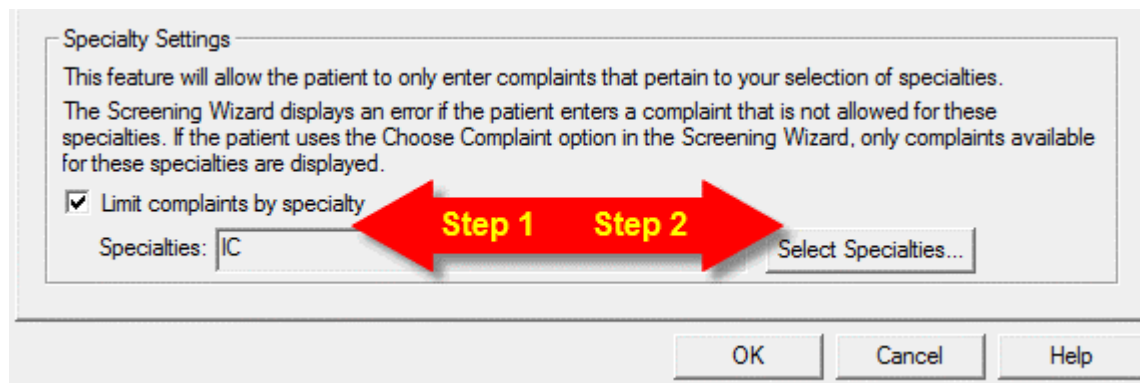 Specialty Settings
This feature will allow the patient to only enter complaints that pertain to your selection of specialties.
The Screening Wizard displays an error if the patient enters a complaint that is not allowed for these
specialties. If the patient uses the Choose Complaint option in the Screening Wizard, only complaints available
for these specialties are displayed.
Limit complaints by specialty
Step 1 Step 2
Specialties: IC Select Specialties...
OK Cancel Help